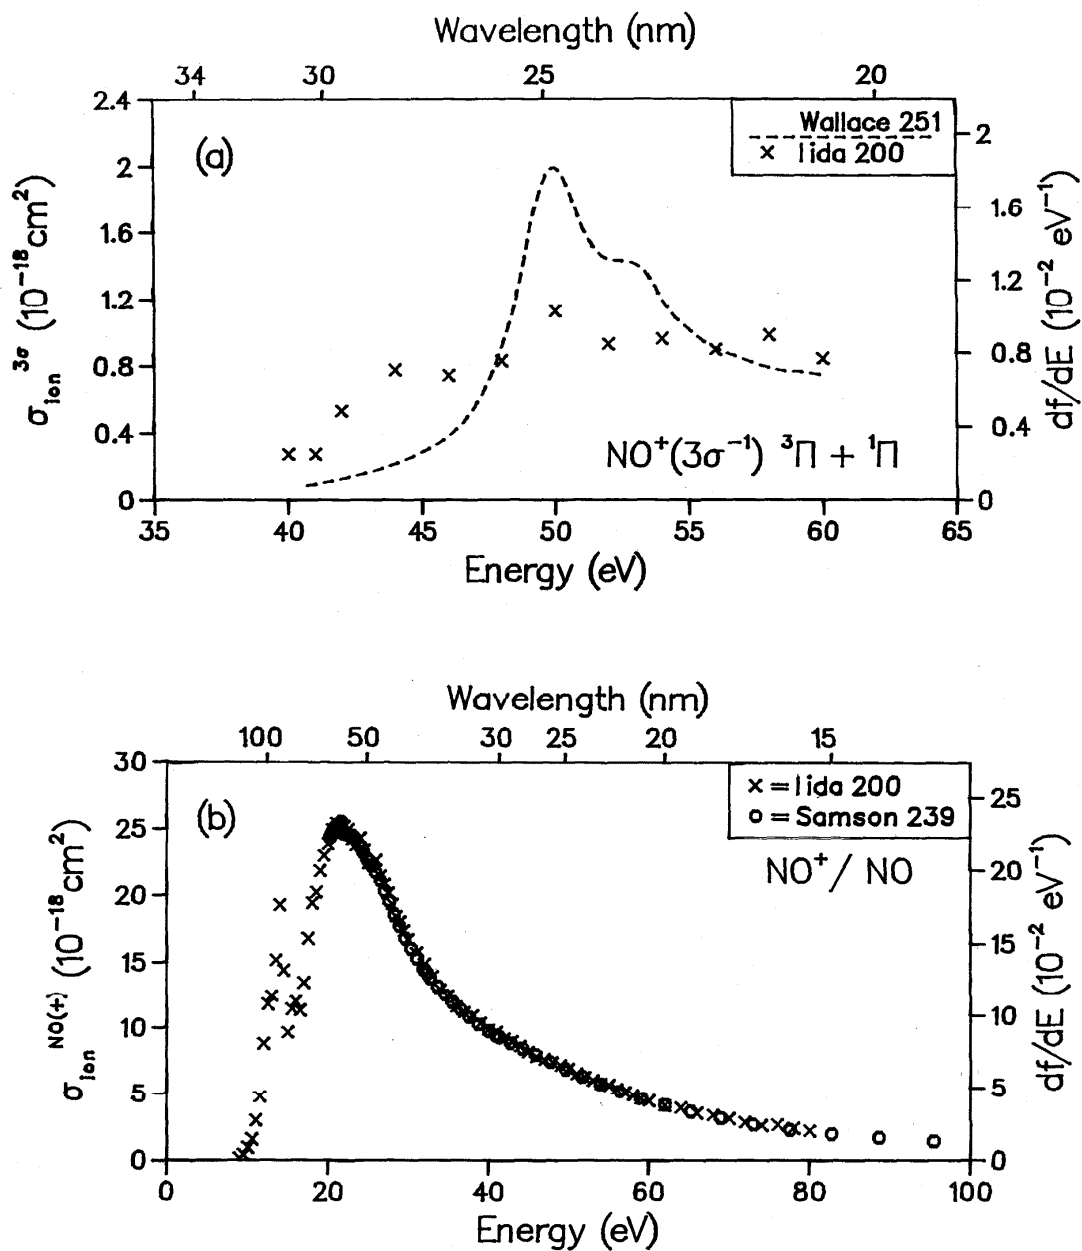 Wavelength (nm)
34 30 25 20
2.4
2
1.6
1.2
0.8
0.4
0
σion 3σ (10−18cm2)
(a)
Wallace 251
× Iida 200
NO+(3σ−1) 3Π + 1Π
2
1.6
1.2
0.8
0.4
0
df/dE (10−2 eV−1)
35 40 45 50 55 60 65
Energy (eV)
Wavelength (nm)
100 50 30 25 20 15
30
25
20
15
10
5
0
σion NO(+) (10−18cm2)
(b)
× = Iida 200
o = Samson 239
NO+/ NO
25
20
15
10
5
0
df/dE (10−2 eV−1)
0 20 40 60 80 100
Energy (eV)